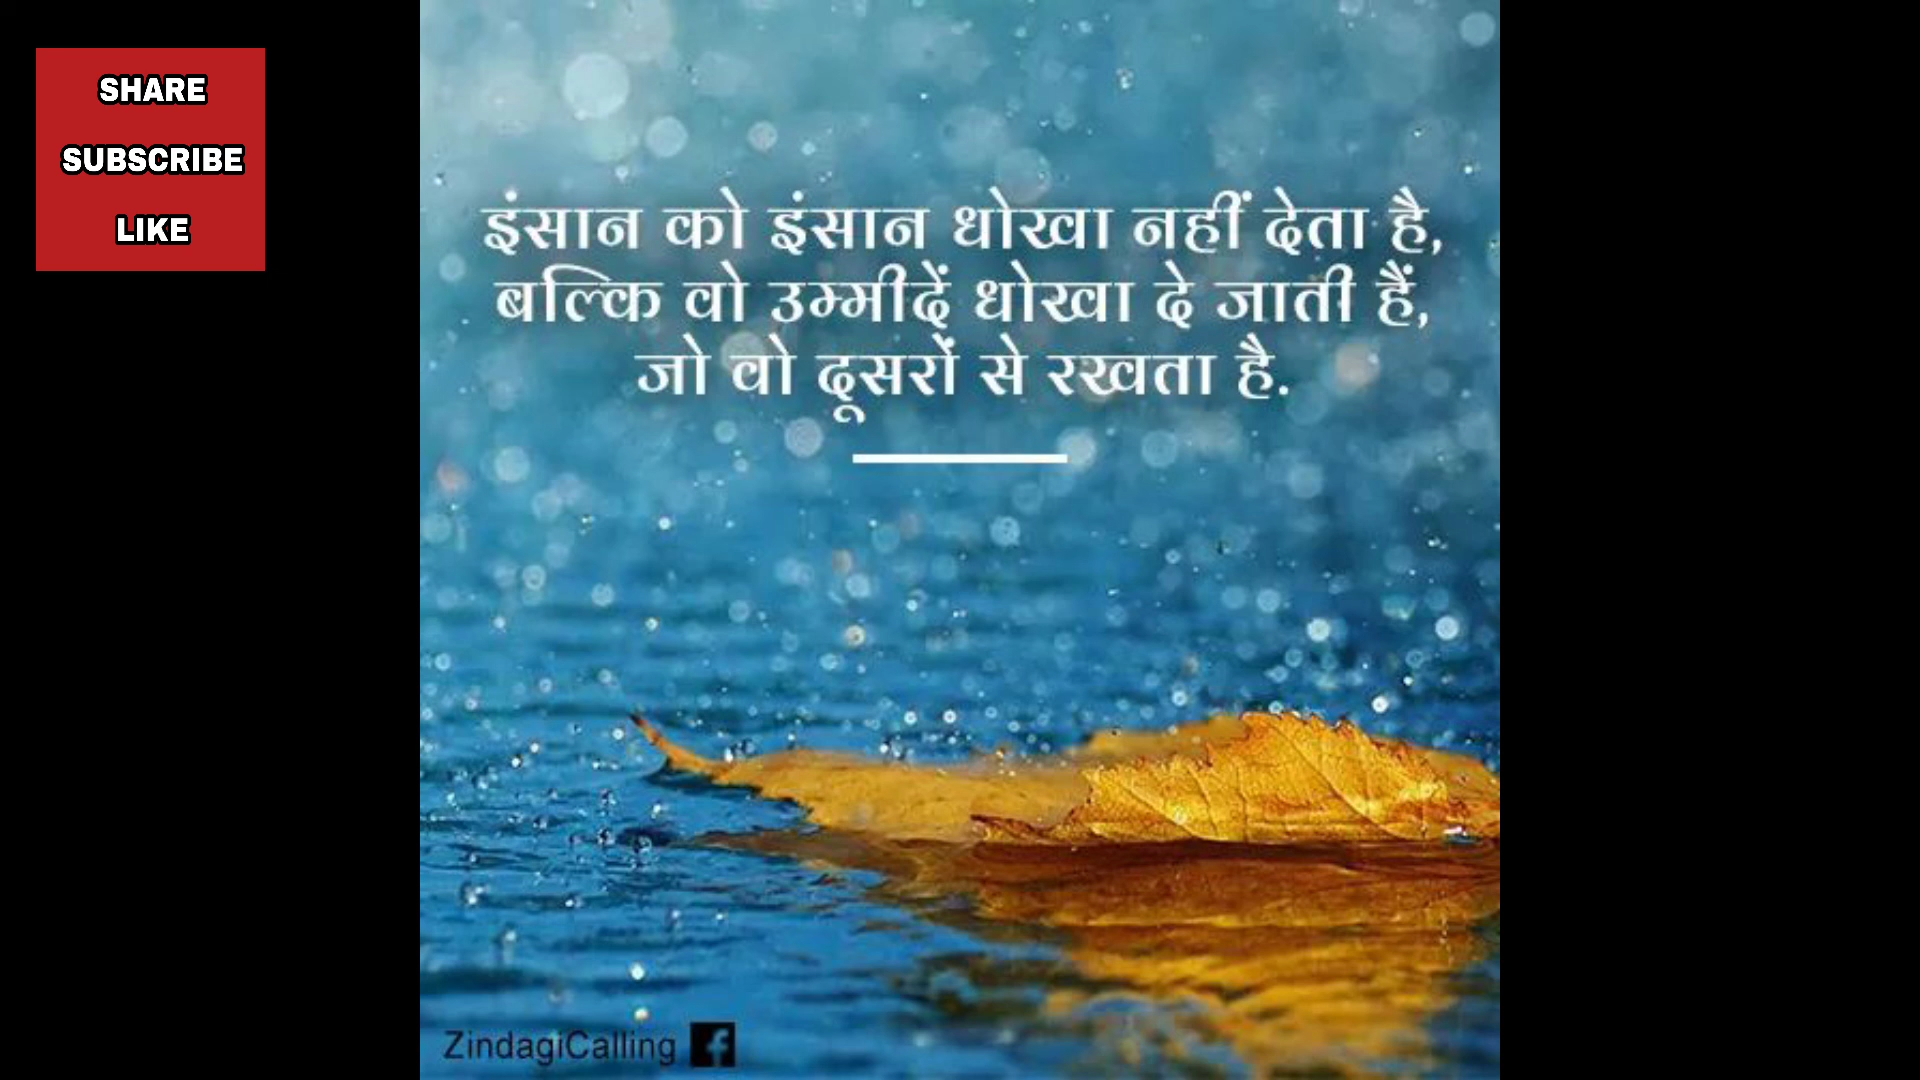 SHARE
SUBSCRIBE
LIKE
इंसान को इंसान धोखा नहीं देता है,
बल्कि वो उम्मीदें धोखा दे जाती हैं,
जो वो दूसरों से रखता है.
ZindagiCalling